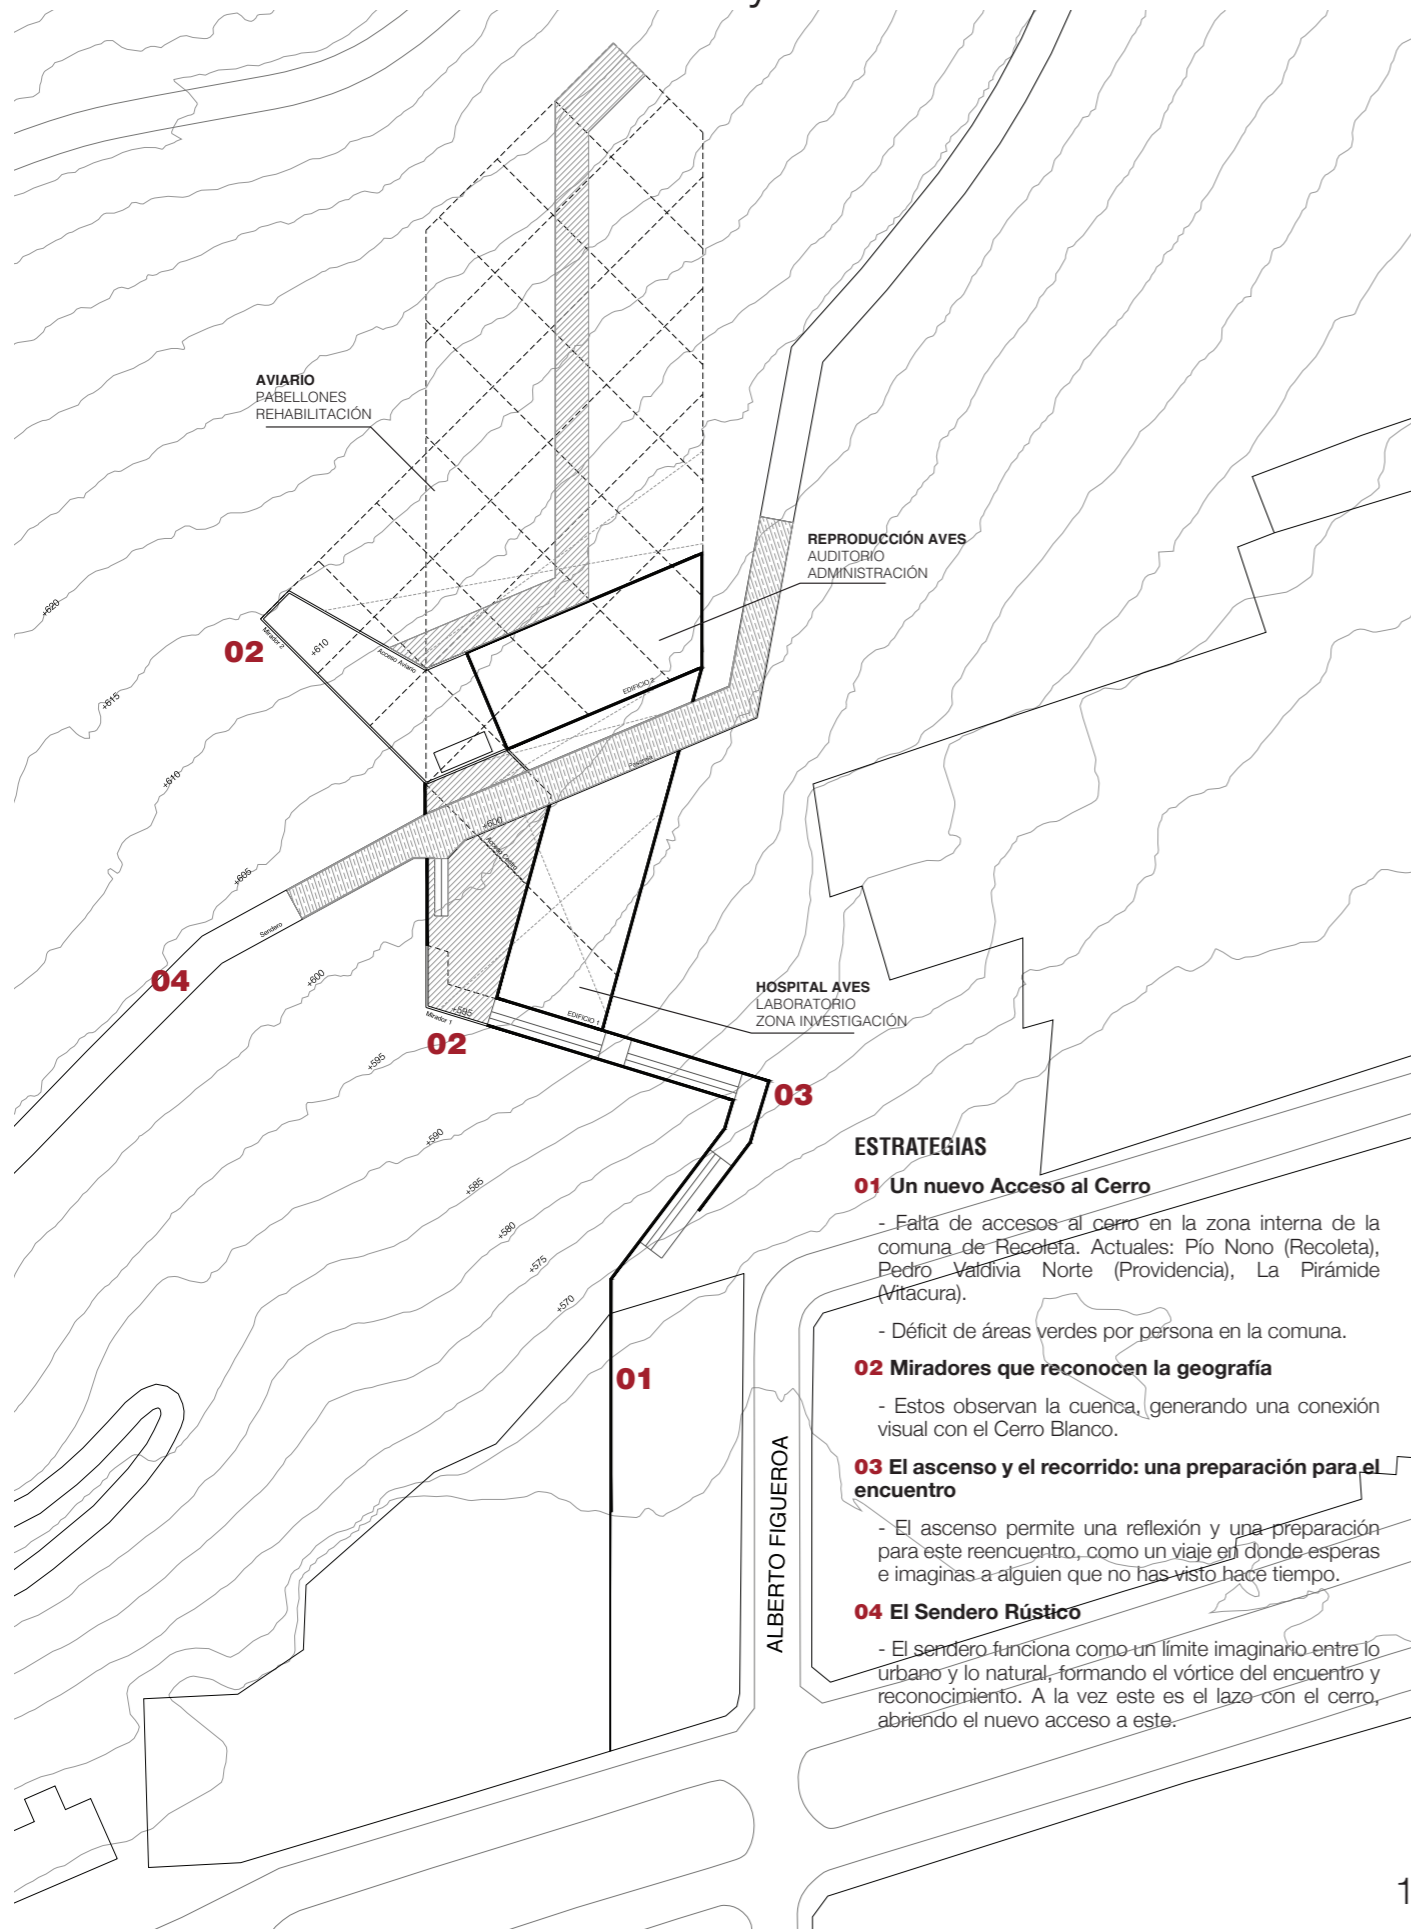 y
AVIARIO
PABELLONES
REHABILITACIÓN
REPRODUCCIÓN AVES
AUDITORIO
ADMINISTRACIÓN
+620
02
Mirador 2
+610
Acceso Aviario
EDIFICIO 2
+615
+610
+600
Acceso Centro
+605
Sendero
04
+600
HOSPITAL AVES
LABORATORIO
ZONA INVESTIGACIÓN
+595
Mirador 1
EDIFICIO 1
02
+595
03
+590
+585
+580
+575
+570
01
ALBERTO FIGUEROA
ESTRATEGIAS
01 Un nuevo Acceso al Cerro
- Falta de accesos al cerro en la zona interna de la
comuna de Recoleta. Actuales: Pío Nono (Recoleta),
Pedro Valdivia Norte (Providencia), La Pirámide
(Vitacura).
- Déficit de áreas verdes por persona en la comuna.
02 Miradores que reconocen la geografía
- Estos observan la cuenca, generando una conexión
visual con el Cerro Blanco.
03 El ascenso y el recorrido: una preparación para el
encuentro
- El ascenso permite una reflexión y una preparación
para este reencuentro, como un viaje en donde esperas
e imaginas a alguien que no has visto hace tiempo.
04 El Sendero Rústico
- El sendero funciona como un límite imaginario entre lo
urbano y lo natural, formando el vórtice del encuentro y
reconocimiento. A la vez este es el lazo con el cerro,
abriendo el nuevo acceso a este.
1